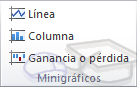 Línea
Columna
Ganancia o pérdida
Minigráficos